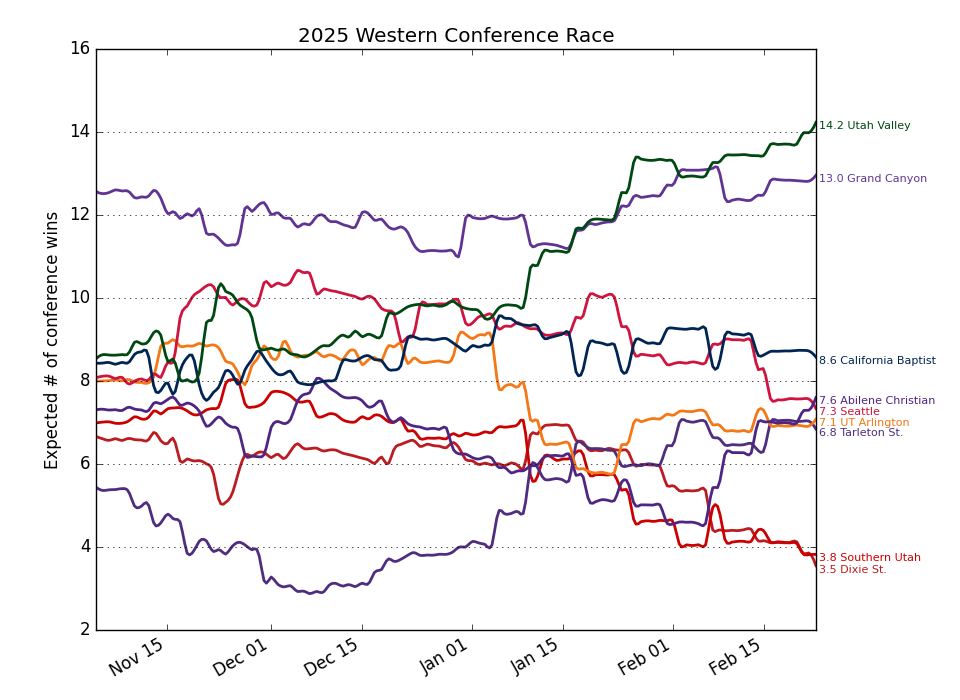 2025 Western Conference Race
Expected # of conference wins
16
14
12
10
8
6
4
2
Nov 15
Dec 01
Dec 15
Jan 01
Jan 15
Feb 01
Feb 15
14.2 Utah Valley
13.0 Grand Canyon
8.6 California Baptist
7.6 Abilene Christian
7.3 Seattle
7.1 UT Arlington
6.8 Tarleton St.
3.8 Southern Utah
3.5 Dixie St.